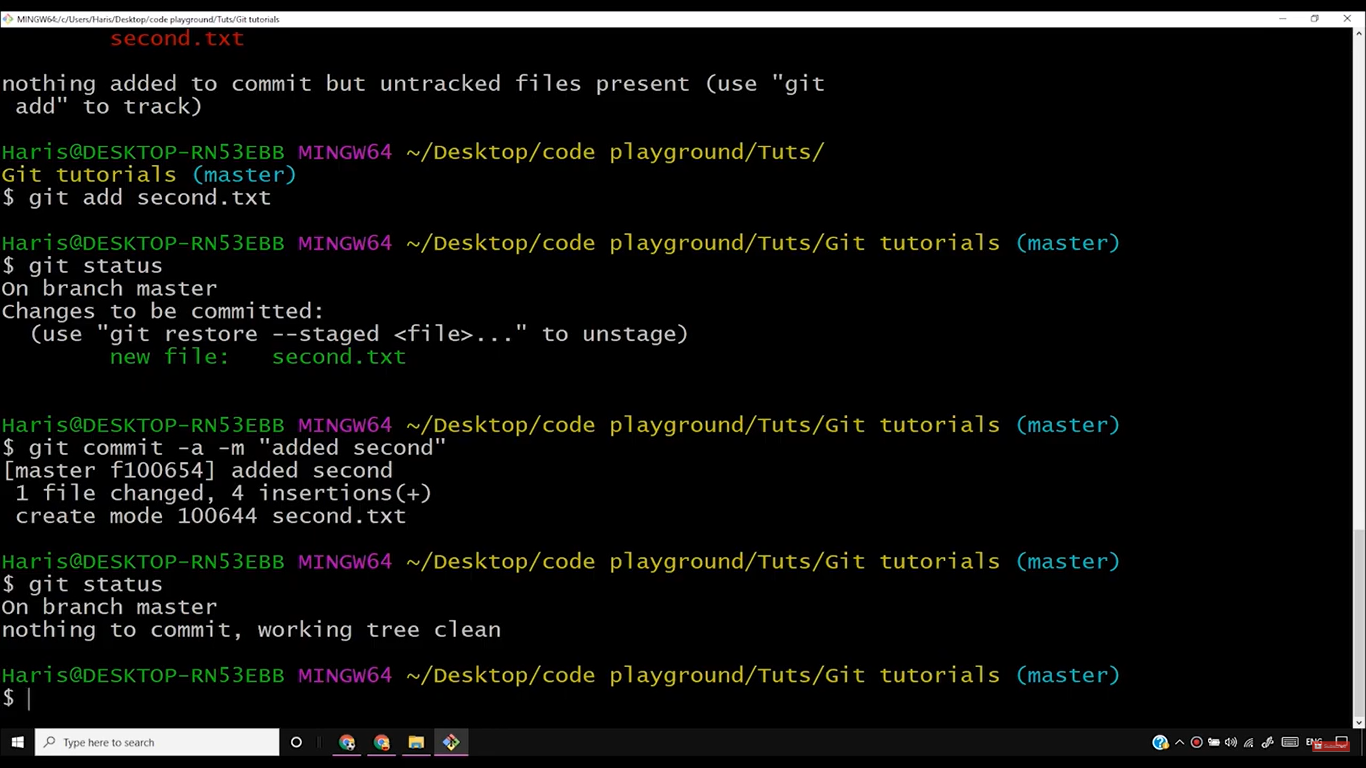 MINGW64:/c/Users/Haris/Desktop/code playground/Tuts/Git tutorials
second.txt
nothing added to commit but untracked files present (use "git
add" to track)
Haris@DESKTOP-RN53EBB MINGW64 ~/Desktop/code playground/Tuts/
Git tutorials (master)
$ git add second.txt
Haris@DESKTOP-RN53EBB MINGW64 ~/Desktop/code playground/Tuts/Git tutorials (master)
$ git status
On branch master
Changes to be committed:
(use "git restore --staged <file>..." to unstage)
new file: second.txt
Haris@DESKTOP-RN53EBB MINGW64 ~/Desktop/code playground/Tuts/Git tutorials (master)
$ git commit -a -m "added second"
[master f100654] added second
1 file changed, 4 insertions(+)
create mode 100644 second.txt
Haris@DESKTOP-RN53EBB MINGW64 ~/Desktop/code playground/Tuts/Git tutorials (master)
$ git status
On branch master
nothing to commit, working tree clean
Haris@DESKTOP-RN53EBB MINGW64 ~/Desktop/code playground/Tuts/Git tutorials (master)
$
Type here to search